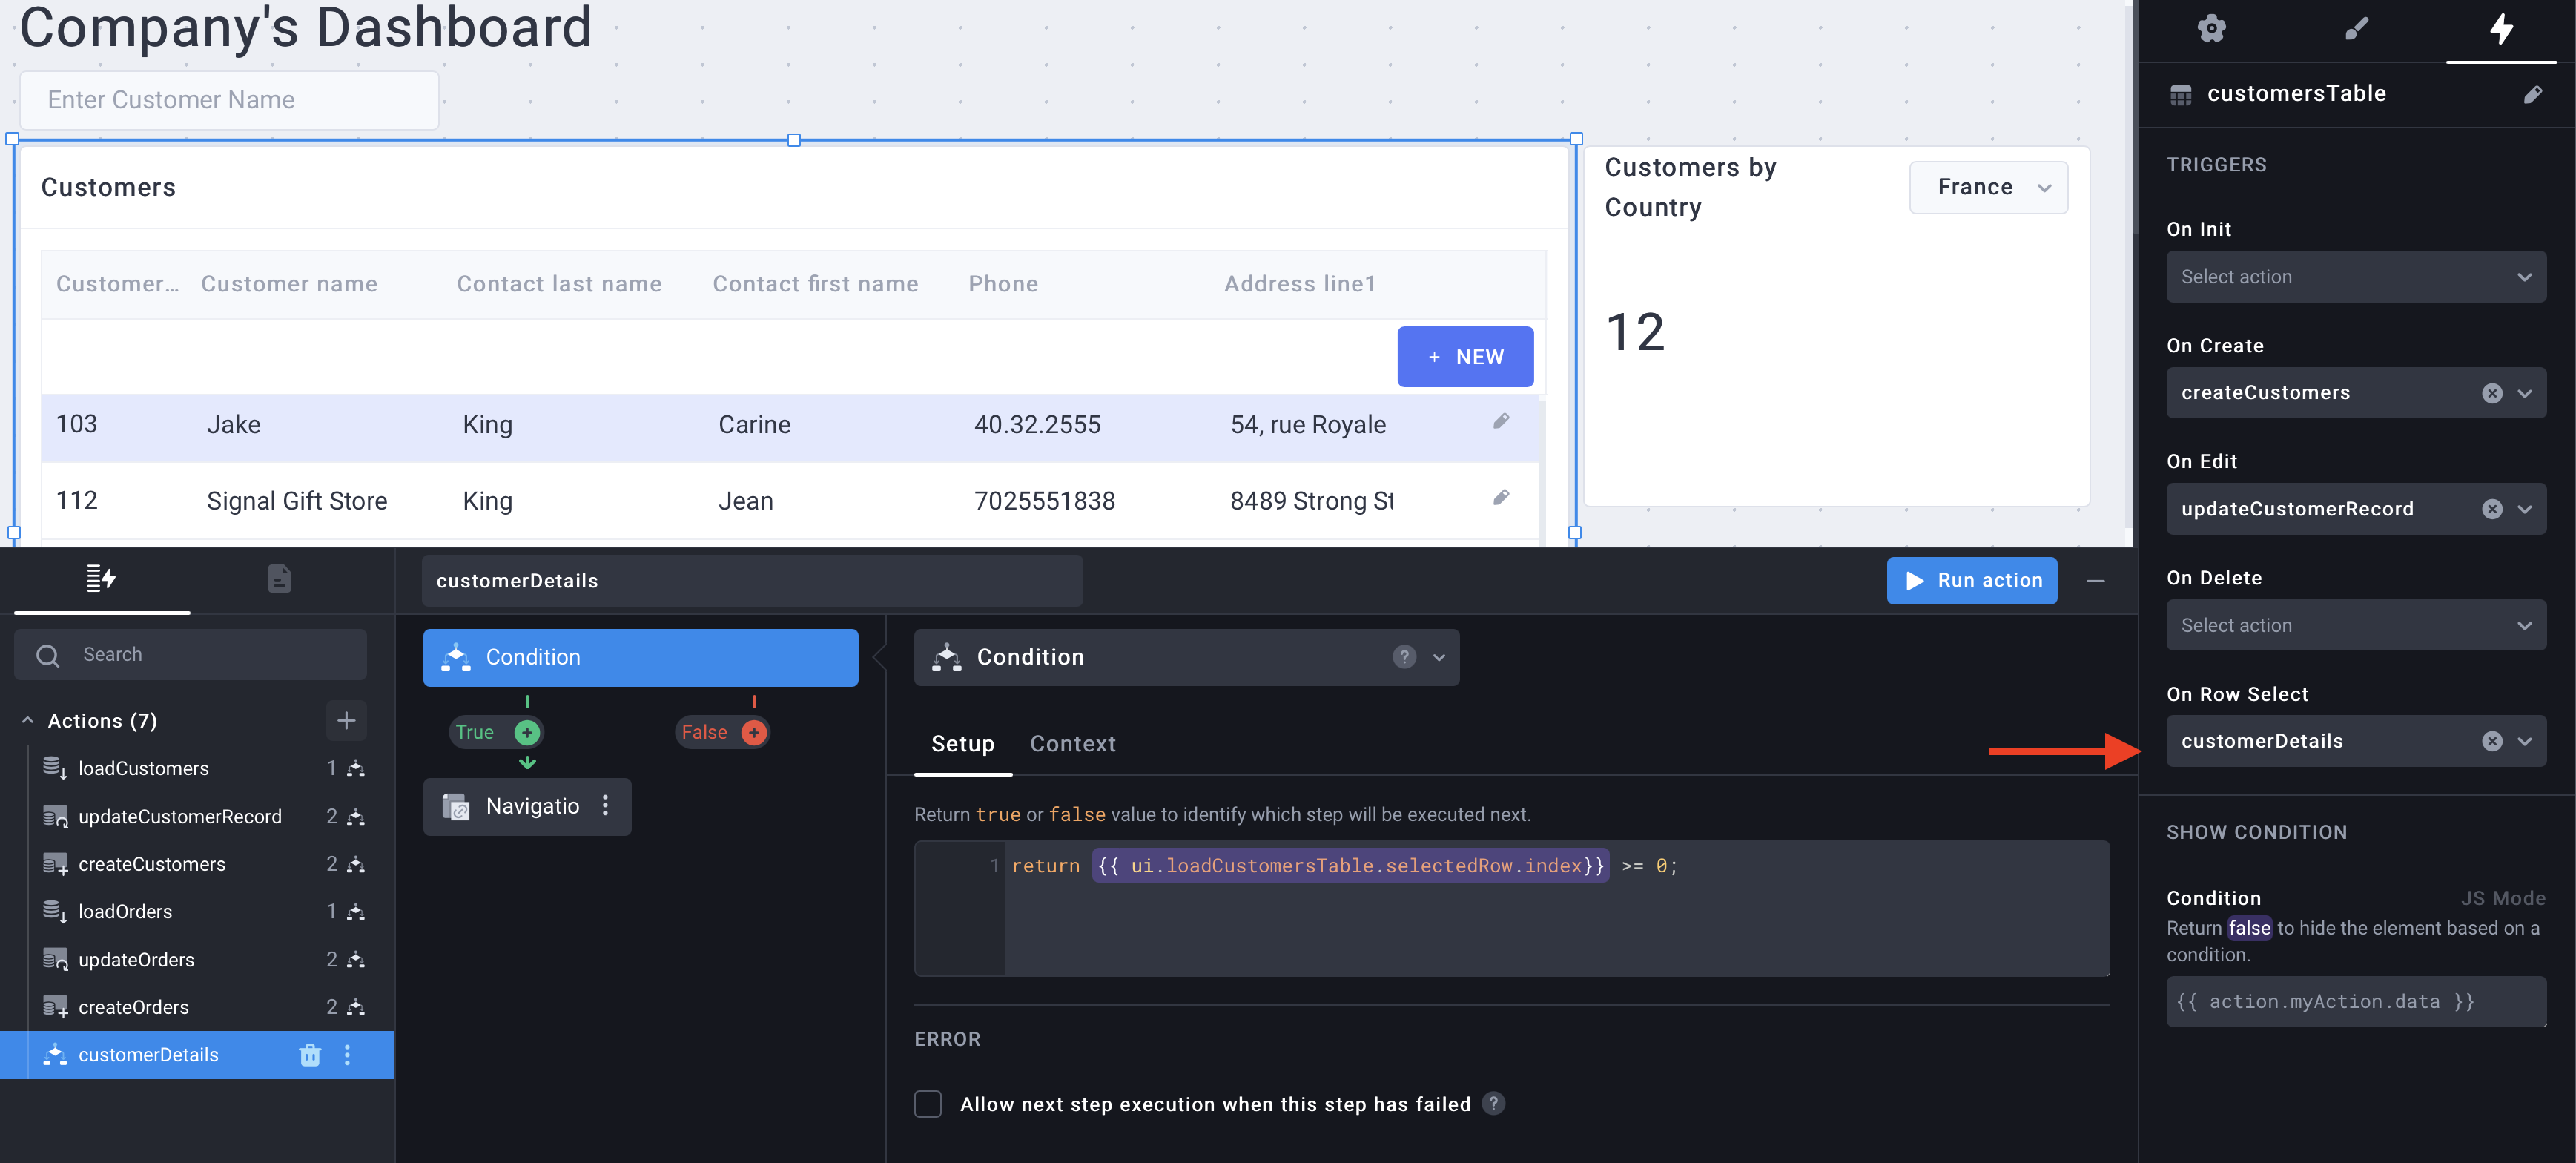 Company's Dashboard
Enter Customer Name
Customers
Customer... Customer name Contact last name Contact first name Phone Address line1
+ NEW
103 Jake King Carine 40.32.2555 54, rue Royale
112 Signal Gift Store King Jean 7025551838 8489 Strong St
Customers by
Country
France
12
customersTable
TRIGGERS
On Init
Select action
On Create
createCustomers
On Edit
updateCustomerRecord
On Delete
Select action
On Row Select
customerDetails
SHOW CONDITION
Condition JS Mode
Return false to hide the element based on a
condition.
{{ action.myAction.data }}
Search
Actions (7)
loadCustomers 1
updateCustomerRecord 2
createCustomers 2
loadOrders 1
updateOrders 2
createOrders 2
customerDetails
customerDetails
Run action
Condition
True
False
Navigatio
Condition ?
Setup Context
Return true or false value to identify which step will be executed next.
1 return {{ ui.loadCustomersTable.selectedRow.index}} >= 0;
ERROR
Allow next step execution when this step has failed ?